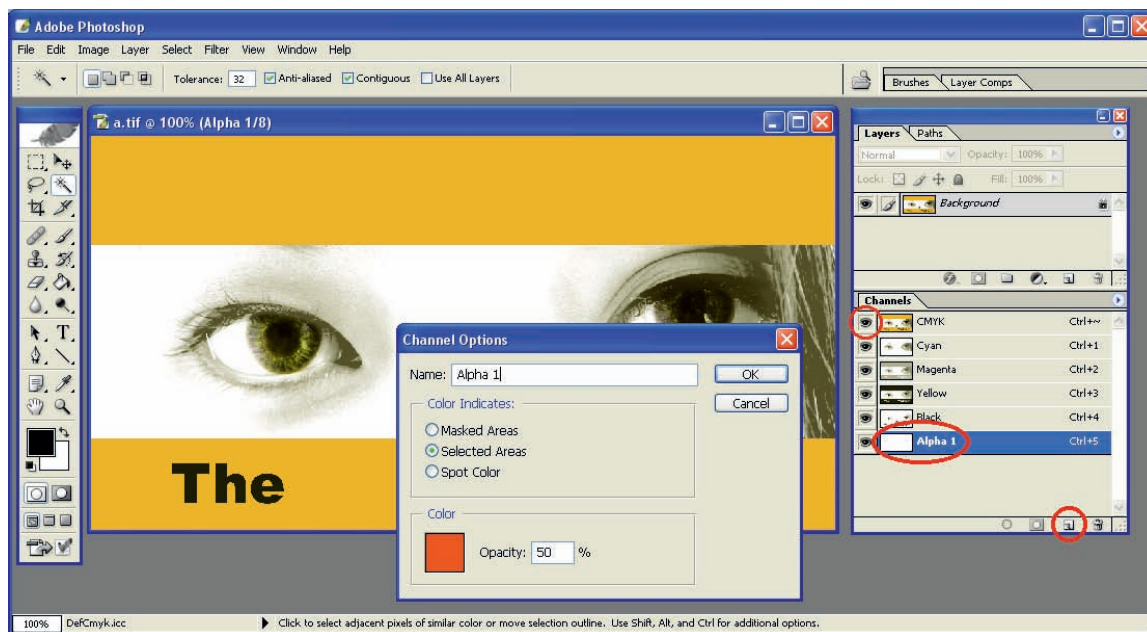 Adobe Photoshop
File Edit Image Layer Select Filter View Window Help
Tolerance: 32 Anti-aliased Contiguous Use All Layers
Brushes Layer Comps
a.tif @ 100% (Alpha 1/8)
The
Layers Paths
Normal Opacity: 100%
Lock: Fill: 100%
Background
Channels
CMYK Ctrl+~
Cyan Ctrl+1
Magenta Ctrl+2
Yellow Ctrl+3
Black Ctrl+4
Alpha 1 Ctrl+5
Channel Options
Name: Alpha 1 OK
Color Indicates: Cancel
Masked Areas
Selected Areas
Spot Color
Color
Opacity: 50 %
100% DefCmyk.icc Click to select adjacent pixels of similar color or move selection outline. Use Shift, Alt, and Ctrl for additional options.